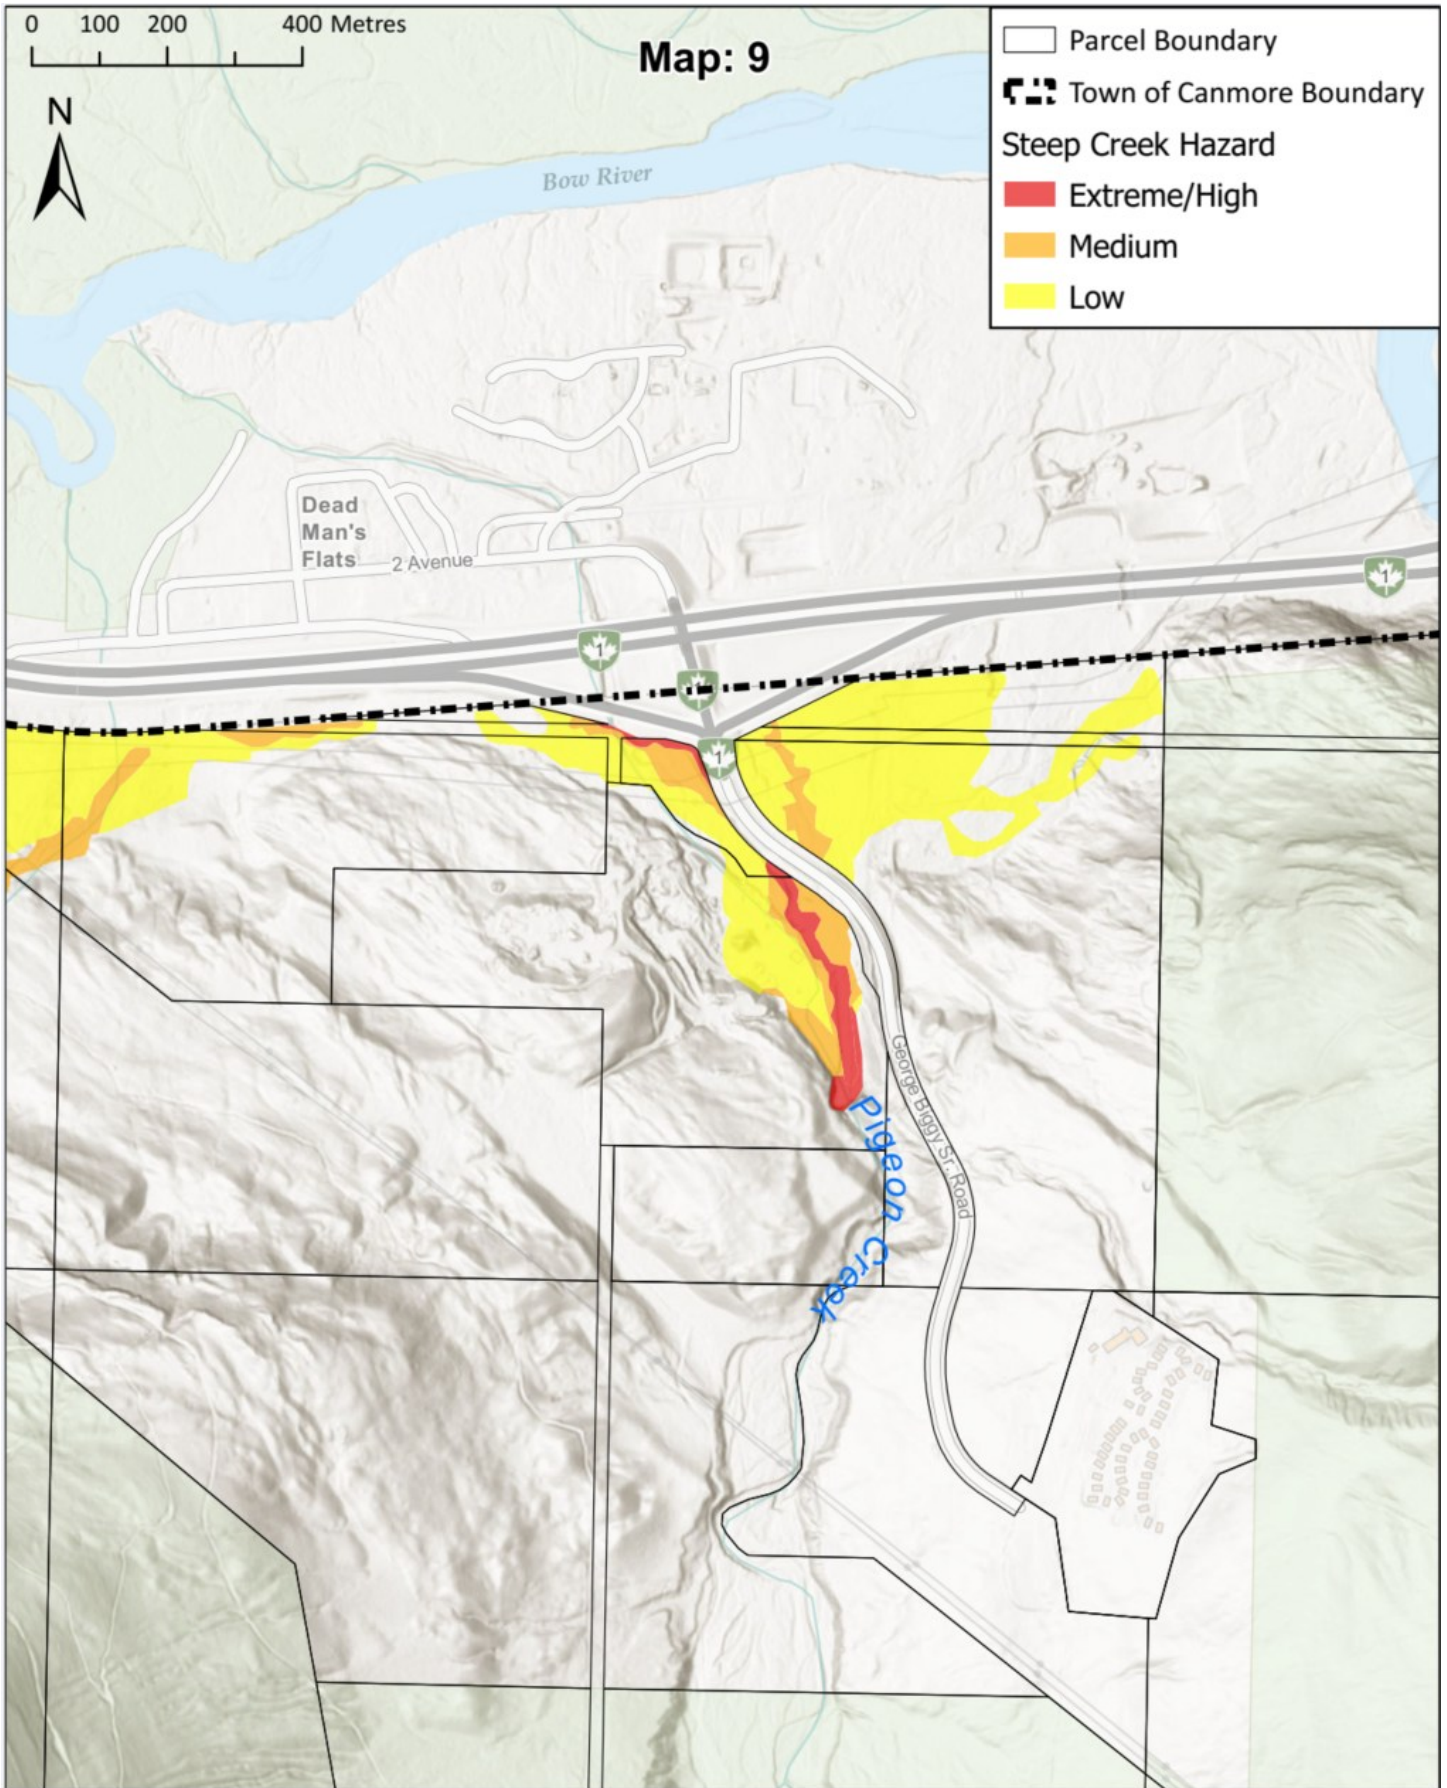 0 100 200 400 Metres
Map: 9
N
Parcel Boundary
Town of Canmore Boundary
Steep Creek Hazard
Extreme/High
Medium
Low
Bow River
Dead
Man's
Flats
2 Avenue
1
1
1
George Biggy Sr. Road
Pigeon Creek